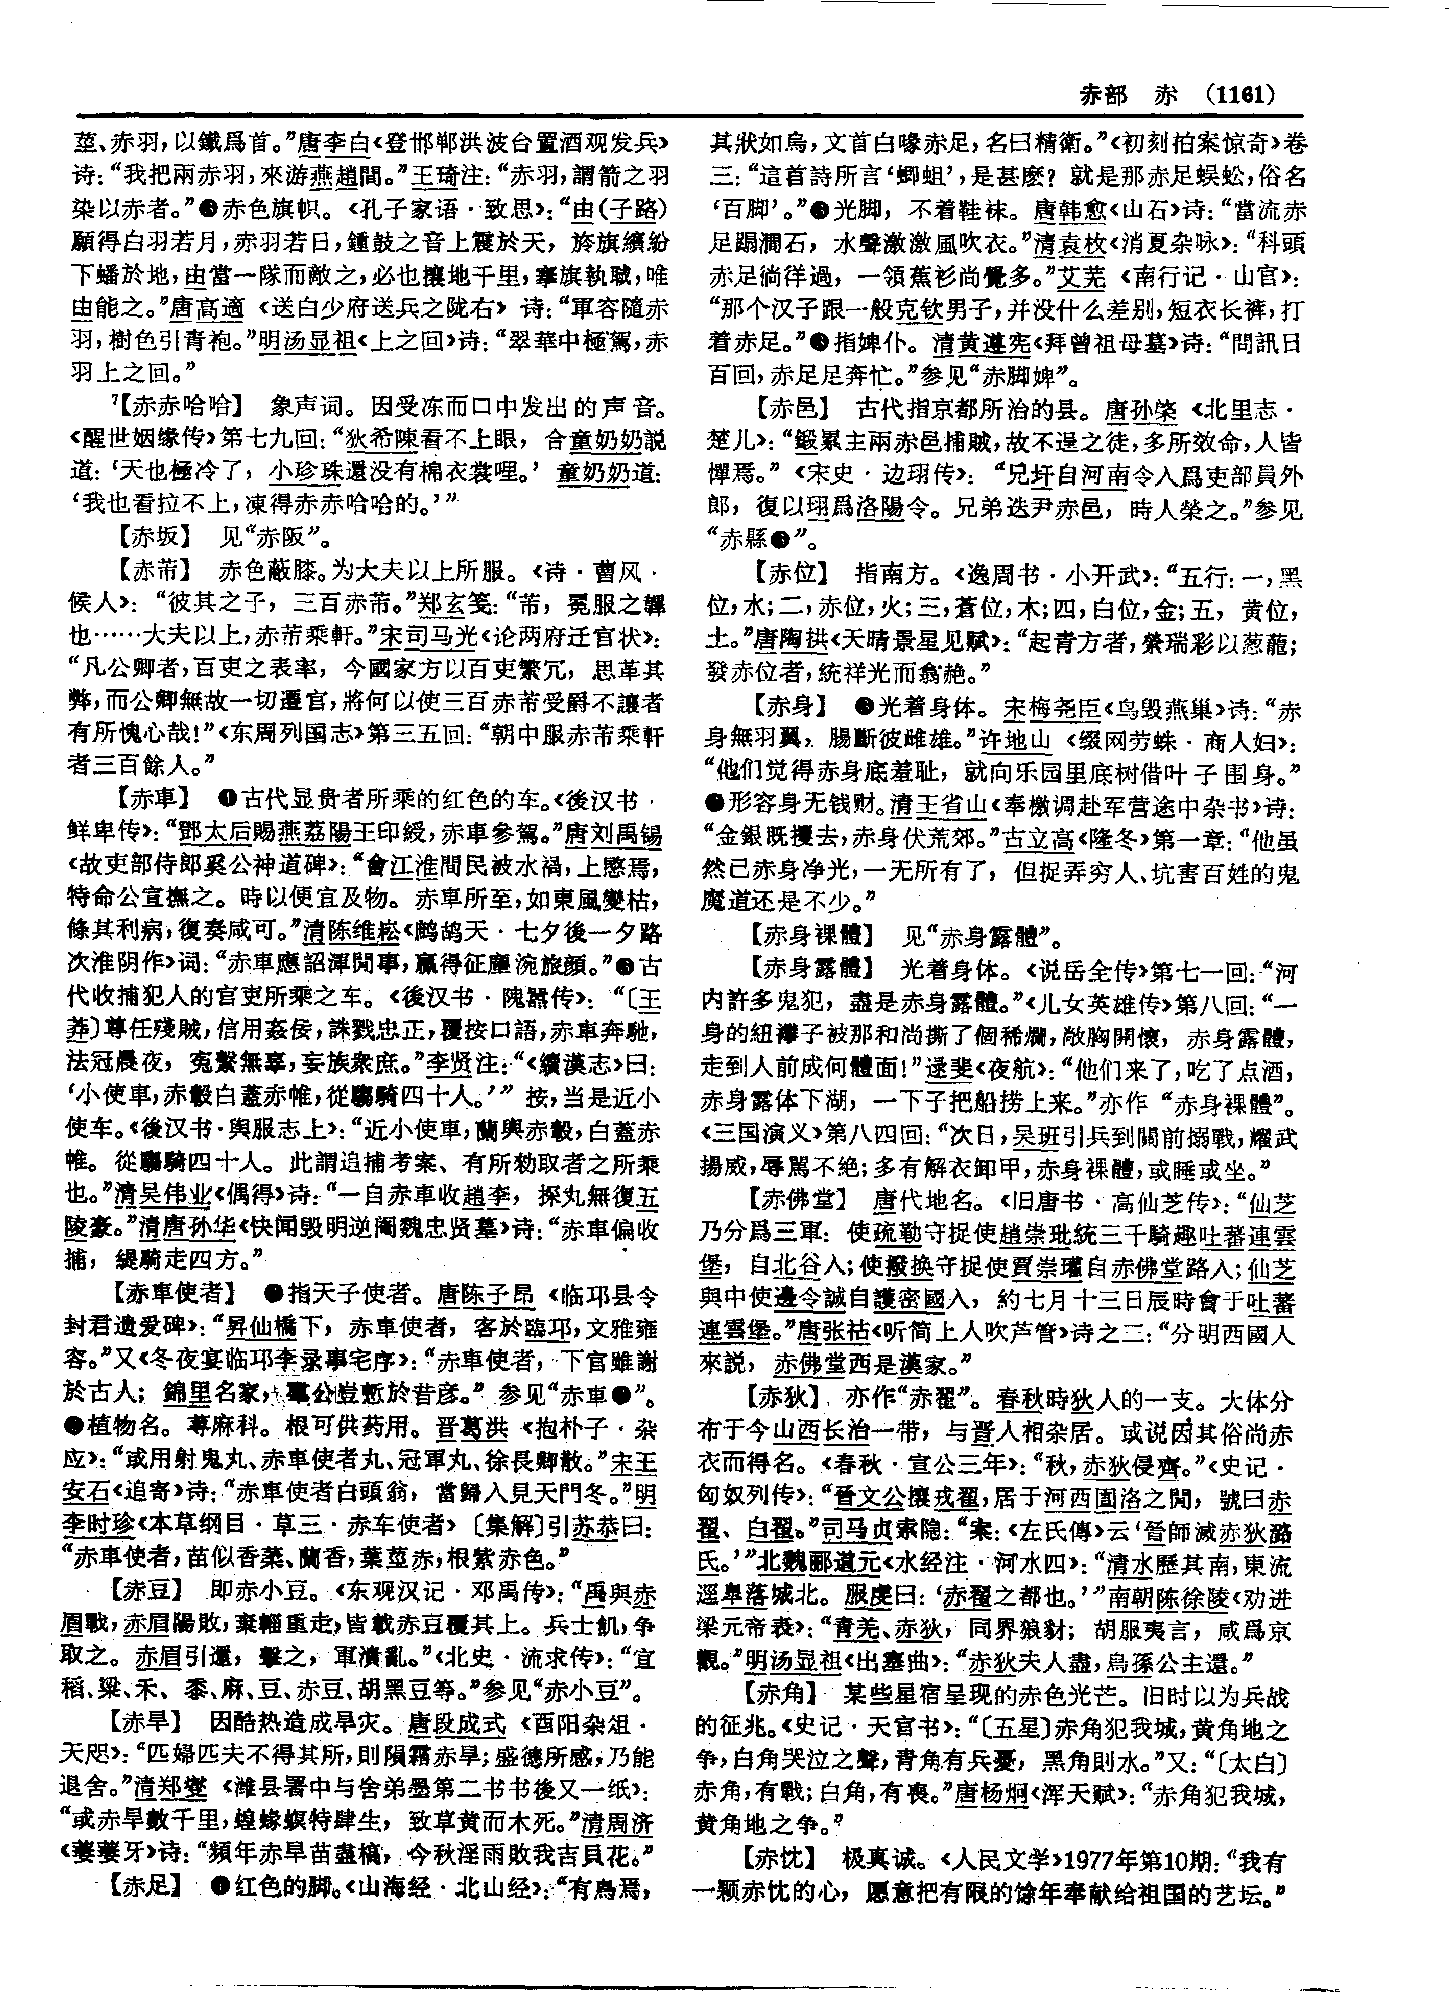 赤部　赤　(1161)
莖、赤羽,以鐵爲首。”唐李白《登邯郸洪波台置酒观发兵》
诗:“我把兩赤羽,來游燕趙間。”王琦注:“赤羽,謂箭之羽
染以赤者。”❸赤色旗帜。《孔子家语·致思》:“由(子路)
願得白羽若月,赤羽若日,鍾鼓之音上震於天，旍旗繽紛
下蟠於地,由當一隊而敵之,必也攘地千里,搴旗執聝,唯
由能之。”唐高適《送白少府送兵之陇右》诗:“軍容隨赤
羽,樹色引青袍。”明汤显祖《上之回》诗:“翠華中極駕,赤
羽上之回。”
【赤赤哈哈】　象声词。因受冻而口中发出的声音。
《醒世姻缘传》第七九回:“狄希陳看不上眼，合童奶奶説
道:‘天也極冷了，小珍珠還没有棉衣裳哩。’童奶奶道:
‘我也看拉不上,凍得赤赤哈哈的。’”
【赤坂】　见“赤阪”。
【赤芾】　赤色蔽膝。为大夫以上所服。《诗·曹风·
候人》:“彼其之子，三百赤芾。”郑玄笺:“芾，冕服之韠
也……大夫以上,赤芾乘軒。”宋司马光《论两府迁官状》:
“凡公卿者,百吏之表率，今國家方以百吏繁冗，思革其
弊,而公卿無故一切遷官,將何以使三百赤芾受爵不讓者
有所愧心哉!”《东周列国志》第三五回:“朝中服赤芾乘軒
者三百餘人。”
【赤車】　❶古代显贵者所乘的红色的车。《後汉书·
鲜卑传》:“鄧太后賜燕荔陽王印綬,赤車參駕。”唐刘禹锡
《故吏部侍郎奚公神道碑》:“會江淮間民被水禍,上愍焉,
特命公宣撫之。時以便宜及物。赤車所至,如東風變枯,
條其利病,復奏咸可。”清陈维崧《鹧鸪天·七夕後一夕路
次淮阴作》词:“赤車應詔渾閒事,贏得征塵涴旅顔。”❷古
代收捕犯人的官吏所乘之车。《後汉书·隗嚣传》:“〔王
莽〕尊任殘賊,信用姦佞,誅戮忠正,覆按口語,赤車奔馳,
法冠晨夜，寃繫無辜,妄族衆庶。”李贤注:“《續漢志》曰:
‘小使車,赤轂白蓋赤帷,從騶騎四十人。’”按,当是近小
使车。《後汉书·舆服志上》:“近小使車,蘭輿赤轂,白蓋赤
帷。從騶騎四十人。此謂追捕考案、有所勑取者之所乘
也。”清吴伟业《偶得》诗:“一自赤車收趙李，探丸無復五
陵豪。”清唐孙华《快闻毁明逆阉魏忠贤墓》诗:“赤車偏收
捕，緹騎走四方。”
【赤車使者】　❶指天子使者。唐陈子昂《临邛县令
封君遗爱碑》:“昇仙橋下，赤車使者，客於臨邛,文雅雍
容。”又《冬夜宴临邛李录事宅序》:“赤車使者，下官雖謝
於古人；錦里名家，羣公豈慙於昔彦。”参见“赤車❶”。
❷植物名。蕁麻科。根可供药用。晋葛洪《抱朴子·杂
应》:“或用射鬼丸、赤車使者丸、冠軍丸、徐長卿散。”宋王
安石《追寄》诗:“赤車使者白頭翁，當歸入見天門冬。”明
李时珍《本草纲目·草三·赤车使者》〔集解〕引苏恭曰:
“赤車使者,苗似香菜、蘭香,葉莖赤,根紫赤色。”
【赤豆】　即赤小豆。《东观汉记·邓禹传》:“禹與赤
眉戰,赤眉陽敗,棄輜重走,皆載赤豆覆其上。兵士飢,争
取之。赤眉引還，擊之，軍潰亂。”《北史·流求传》:“宜
稻、粱、禾、黍、麻、豆、赤豆、胡黑豆等。”参见“赤小豆”。
【赤旱】　因酷热造成旱灾。唐段成式《酉阳杂俎·
天咫》:“匹婦匹夫不得其所,則隕霜赤旱;盛德所感,乃能
退舍。”清郑燮《潍县署中与舍弟墨第二书书後又一纸》:
“或赤旱數千里,蝗蝝螟特肆生，致草黄而木死。”清周济
《蔞蔞牙》诗:“頻年赤旱苗盡槁，今秋淫雨敗我吉貝花。”
【赤足】　❶红色的脚。《山海经·北山经》:“有鳥焉,
其狀如烏,文首白喙赤足,名曰精衛。”《初刻拍案惊奇》卷
三:“這首詩所言‘蝍蛆’,是甚麽？就是那赤足蜈蚣,俗名
‘百脚’。”❷光脚，不着鞋袜。唐韩愈《山石》诗:“當流赤
足蹋澗石，水聲激激風吹衣。”清袁枚《消夏杂咏》:“科頭
赤足徜徉過，一領蕉衫尚覺多。”艾芜《南行记·山官》:
“那个汉子跟一般克钦男子,并没什么差别,短衣长裤,打
着赤足。”❸指婢仆。清黄遵宪《拜曾祖母墓》诗:“問訊日
百回,赤足足奔忙。”参见“赤脚婢”。
【赤邑】　古代指京都所治的县。唐孙棨《北里志·
楚儿》:“鍛累主兩赤邑捕賊,故不逞之徒,多所效命,人皆
憚焉。”《宋史·边珝传》:“兄玗自河南令入爲吏部員外
郎，復以珝爲洛陽令。兄弟迭尹赤邑，時人榮之。”参见
“赤縣❸”。
【赤位】　指南方。《逸周书·小开武》:“五行:一,黑
位,水;二,赤位,火;三,蒼位,木;四,白位,金;五，黄位,
土。”唐陶拱《天晴景星见赋》:“起青方者,縈瑞彩以葱蘢;
發赤位者,統祥光而翕赩。”
【赤身】　❶光着身体。宋梅尧臣《鸟毁燕巢》诗:“赤
身無羽翼，腸斷彼雌雄。”许地山《缀网劳蛛·商人妇》:
“他们觉得赤身底羞耻，就向乐园里底树借叶子围身。”
❷形容身无钱财。清王省山《奉檄调赴军营途中杂书》诗:
“金銀既攫去,赤身伏荒郊。”古立高《隆冬》第一章:“他虽
然已赤身净光,一无所有了，但捉弄穷人、坑害百姓的鬼
魔道还是不少。”
【赤身裸體】　见“赤身露體”。
【赤身露體】　光着身体。《说岳全传》第七一回:“河
内許多鬼犯，盡是赤身露體。”《儿女英雄传》第八回:“一
身的紐襻子被那和尚撕了個稀爛,敞胸開懷，赤身露體,
走到人前成何體面!”逯斐《夜航》:“他们来了,吃了点酒,
赤身露体下湖，一下子把船捞上来。”亦作“赤身裸體”。
《三国演义》第八四回:“次日,吴班引兵到關前搦戰,耀武
揚威,辱駡不绝;多有解衣卸甲,赤身裸體,或睡或坐。”
【赤佛堂】　唐代地名。《旧唐书·高仙芝传》:“仙芝
乃分爲三軍：使疏勒守捉使趙崇玼統三千騎趣吐蕃連雲
堡，自北谷入;使撥换守捉使賈崇瓘自赤佛堂路入;仙芝
與中使邊令誠自護密國入，約七月十三日辰時會于吐蕃
連雲堡。”唐张祜《听简上人吹芦管》诗之二:“分明西國人
來説，赤佛堂西是漢家。”
【赤狄】　亦作“赤翟”。春秋時狄人的一支。大体分
布于今山西长治一带，与晋人相杂居。或说因其俗尚赤
衣而得名。《春秋·宣公三年》:“秋,赤狄侵齊。”《史记·
匈奴列传》:“晉文公攘戎翟,居于河西圁洛之間，號曰赤
翟、白翟。”司马贞索隐:“案:《左氏傳》云‘晉師滅赤狄潞
氏。’”北魏郦道元《水经注·河水四》:“清水歷其南,東流
逕臯落城北。服虔曰:‘赤翟之都也。’”南朝陈徐陵《劝进
梁元帝表》:“青羌、赤狄，同界狼豺；胡服夷言，咸爲京
觀。”明汤显祖《出塞曲》:“赤狄夫人盡,烏孫公主還。”
【赤角】　某些星宿呈现的赤色光芒。旧时以为兵战
的征兆。《史记·天官书》:“〔五星〕赤角犯我城,黄角地之
争,白角哭泣之聲,青角有兵憂，黑角則水。”又:“〔太白〕
赤角,有戰;白角,有喪。”唐杨炯《浑天赋》:“赤角犯我城,
黄角地之争。”
【赤忱】　极真诚。《人民文学》1977年第10期:“我有
一颗赤忱的心，愿意把有限的馀年奉献给祖国的艺坛。”